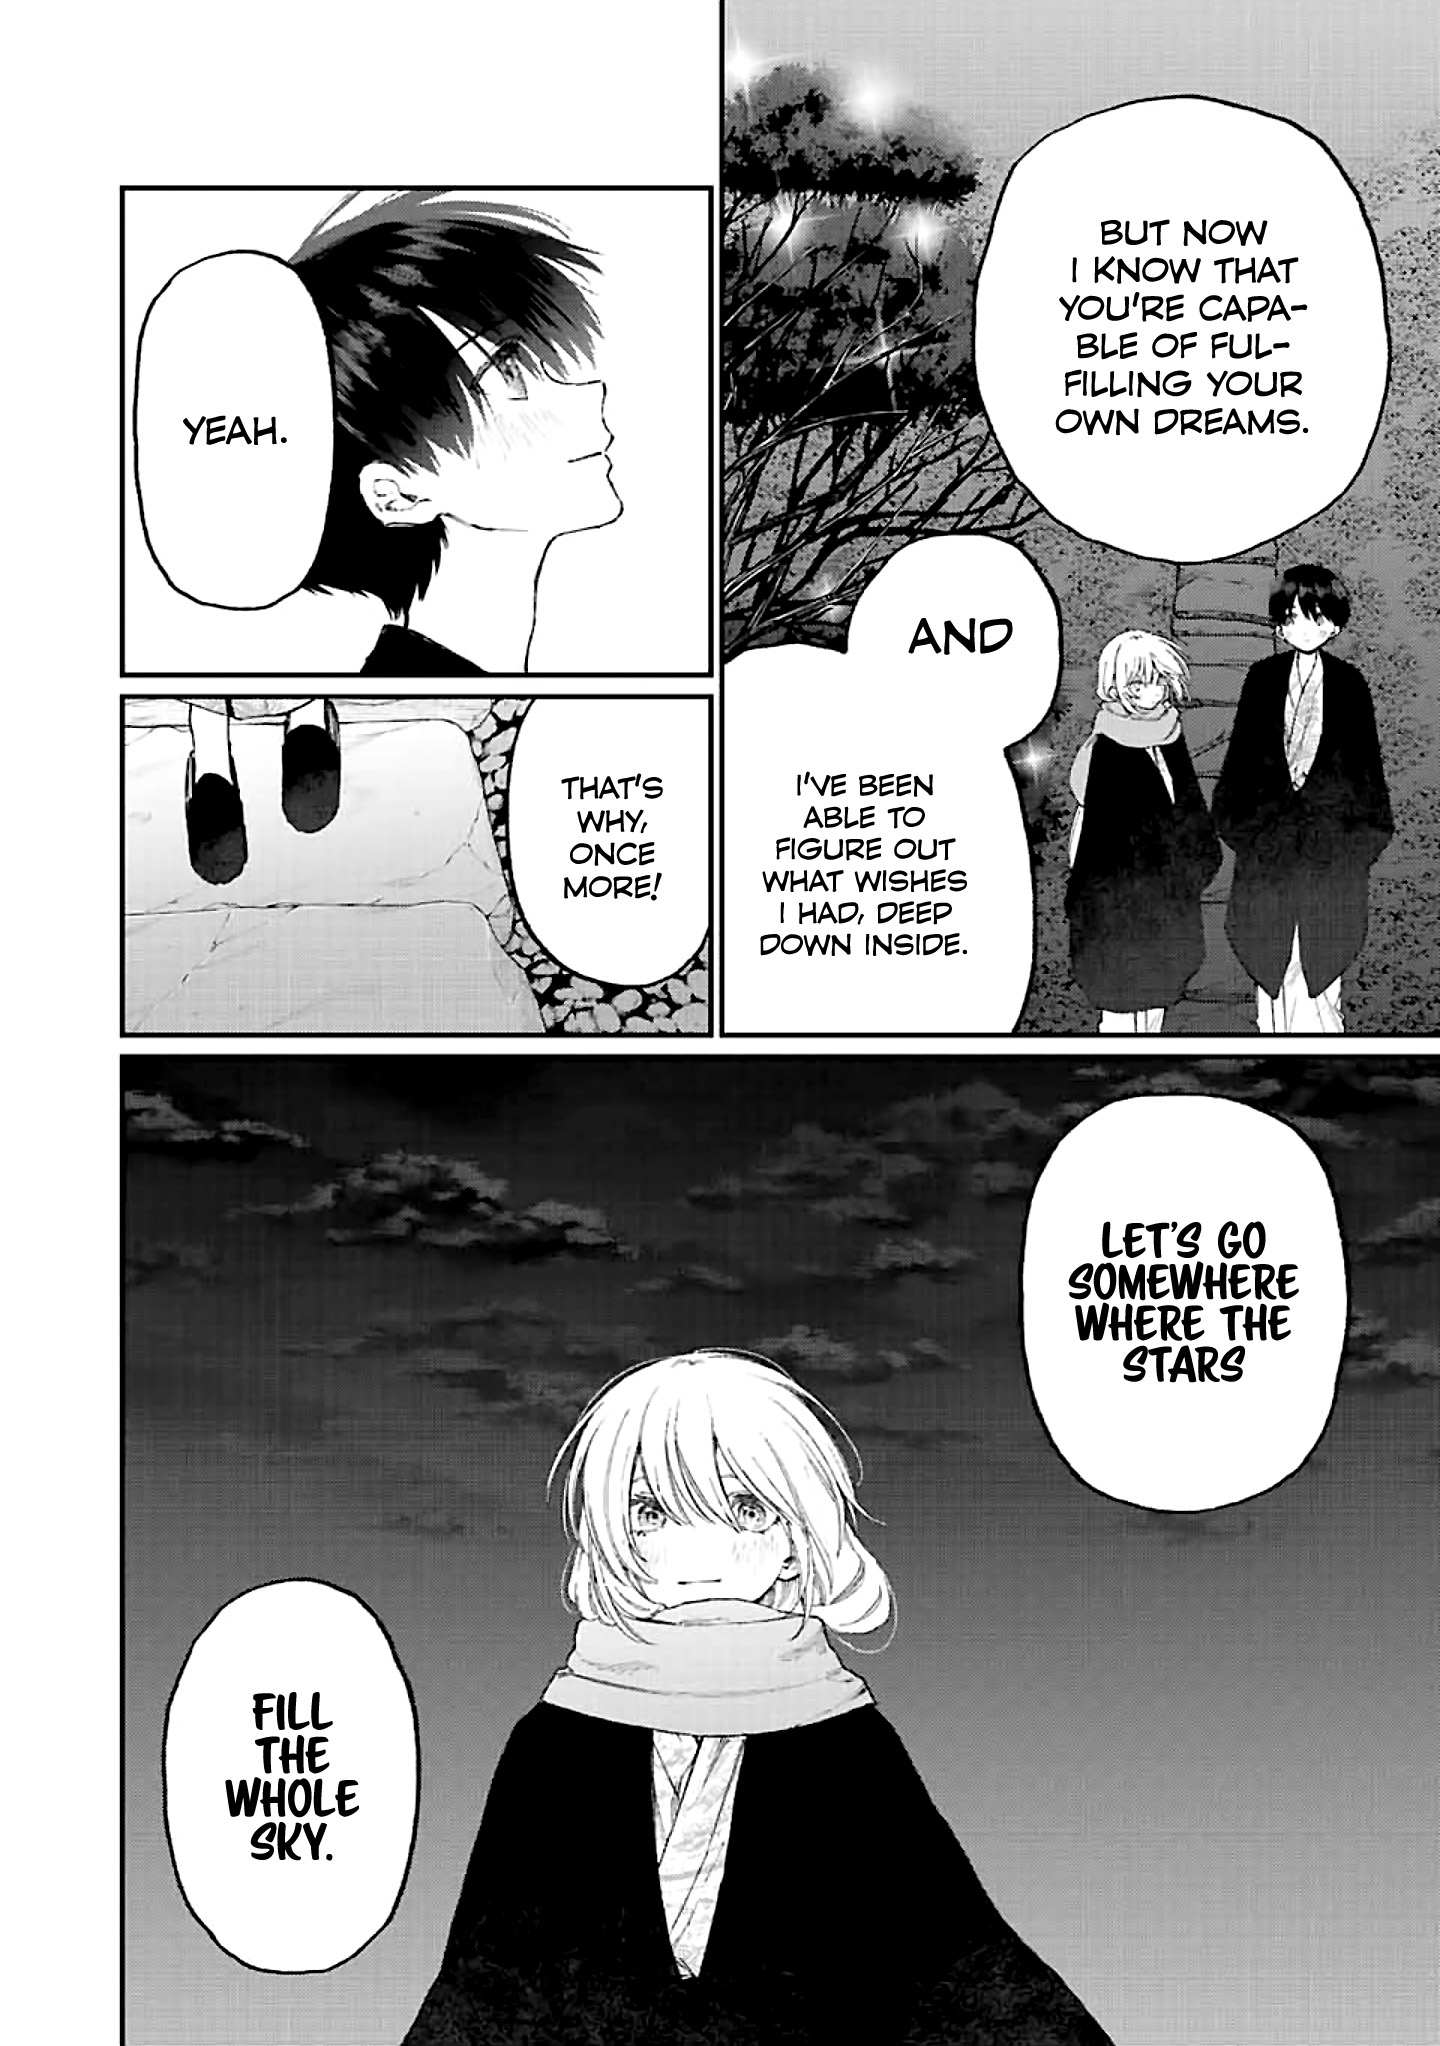 BUT NOW
I KNOW THAT
YOU'RE CAPA-
BLE OF FUL-
FILLING YOUR
OWN DREAMS.
AND
I'VE BEEN
ABLE TO
FIGURE OUT
WHAT WISHES
I HAD, DEEP
DOWN INSIDE.
YEAH.
THAT'S
WHY,
ONCE
MORE!
LET'S GO
SOMEWHERE
WHERE THE
STARS
FILL
THE
WHOLE
SKY.